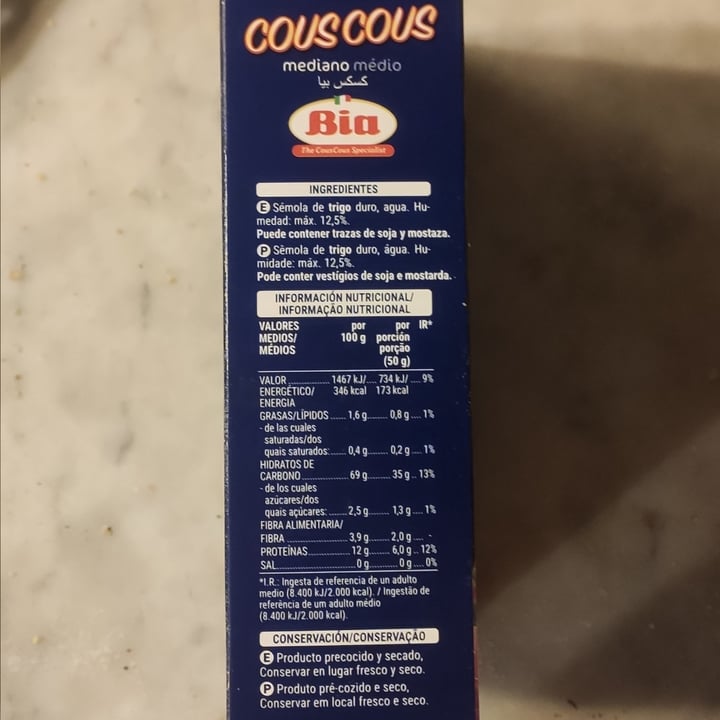 COUSCOUS
mediano médio
كسكس بيا
Bia
The CousCous Specialist
INGREDIENTES
E Sémola de trigo duro, agua. Hu-
medad: máx. 12,5%.
Puede contener trazas de soja y mostaza.
P Sêmola de trigo duro, água. Hu-
midade: máx. 12,5%.
Pode conter vestígios de soja e mostarda.
INFORMACIÓN NUTRICIONAL/
INFORMAÇÃO NUTRICIONAL
VALORES por por IR*
MEDIOS/ 100 g porción
MÉDIOS porção
(50 g)
VALOR ........ 1467 kJ/.... 734 kJ/ .... 9%
ENERGÉTICO/ 346 kcal 173 kcal
ENERGIA
GRASAS/LÍPIDOS ..... 1,6 g........ 0,8 g .... 1%
- de las cuales
saturadas/dos
quais saturados:..... 0,4 g........ 0,2 g .... 1%
HIDRATOS DE
CARBONO ............ 69 g........ 35 g .. 13%
- de los cuales
azúcares/dos
quais açúcares: ..... 2,5 g........ 1,3 g .... 1%
FIBRA ALIMENTARIA/
FIBRA ............ 3,9 g........ 2,0 g .... -
PROTEÍNAS............ 12 g........ 6,0 g .. 12%
SAL............ 0 g........ 0 g .... 0%
*I.R.: Ingesta de referencia de un adulto
medio (8.400 kJ/2.000 kcal). / Ingestão de
referência de um adulto médio
(8.400 kJ/2.000 kcal).
CONSERVACIÓN/CONSERVAÇÃO
E Producto precocido y secado,
Conservar en lugar fresco y seco.
P Produto pré-cozido e seco,
Conservar em local fresco e seco.